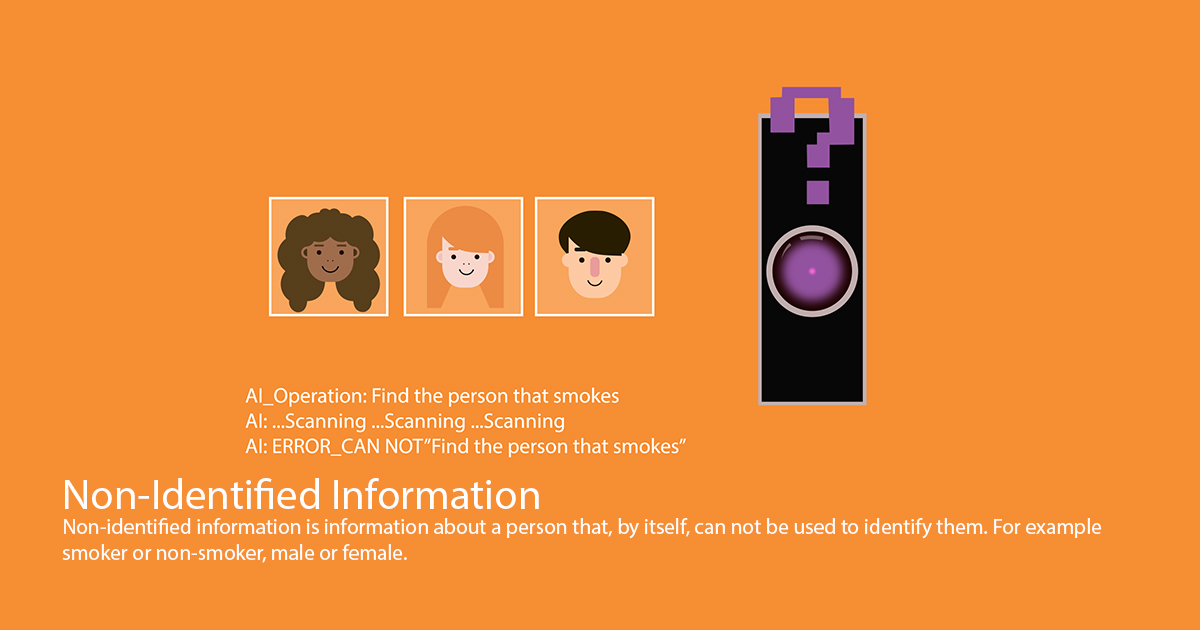 ?
AI_Operation: Find the person that smokes
AI: ...Scanning ...Scanning ...Scanning
AI: ERROR_CAN NOT”Find the person that smokes”
Non-Identified Information
Non-identified information is information about a person that, by itself, can not be used to identify them. For example
smoker or non-smoker, male or female.